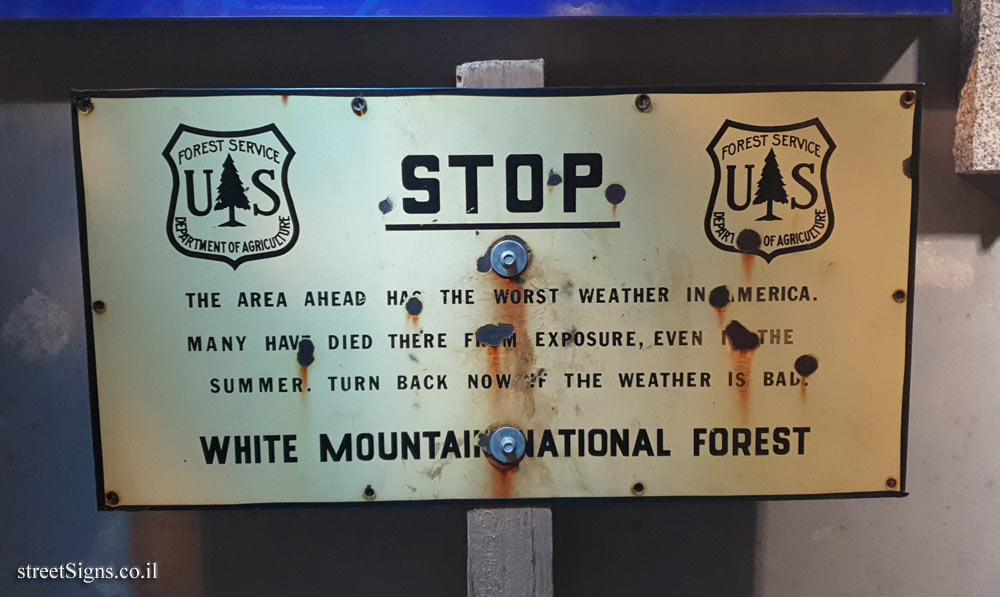 FOREST SERVICE
US
DEPARTMENT OF AGRICULTURE
STOP
FOREST SERVICE
US
DEPARTMENT OF AGRICULTURE
THE AREA AHEAD HAS THE WORST WEATHER IN AMERICA.
MANY HAVE DIED THERE FROM EXPOSURE, EVEN IN THE
SUMMER. TURN BACK NOW IF THE WEATHER IS BAD.
WHITE MOUNTAIN NATIONAL FOREST
streetSigns.co.il